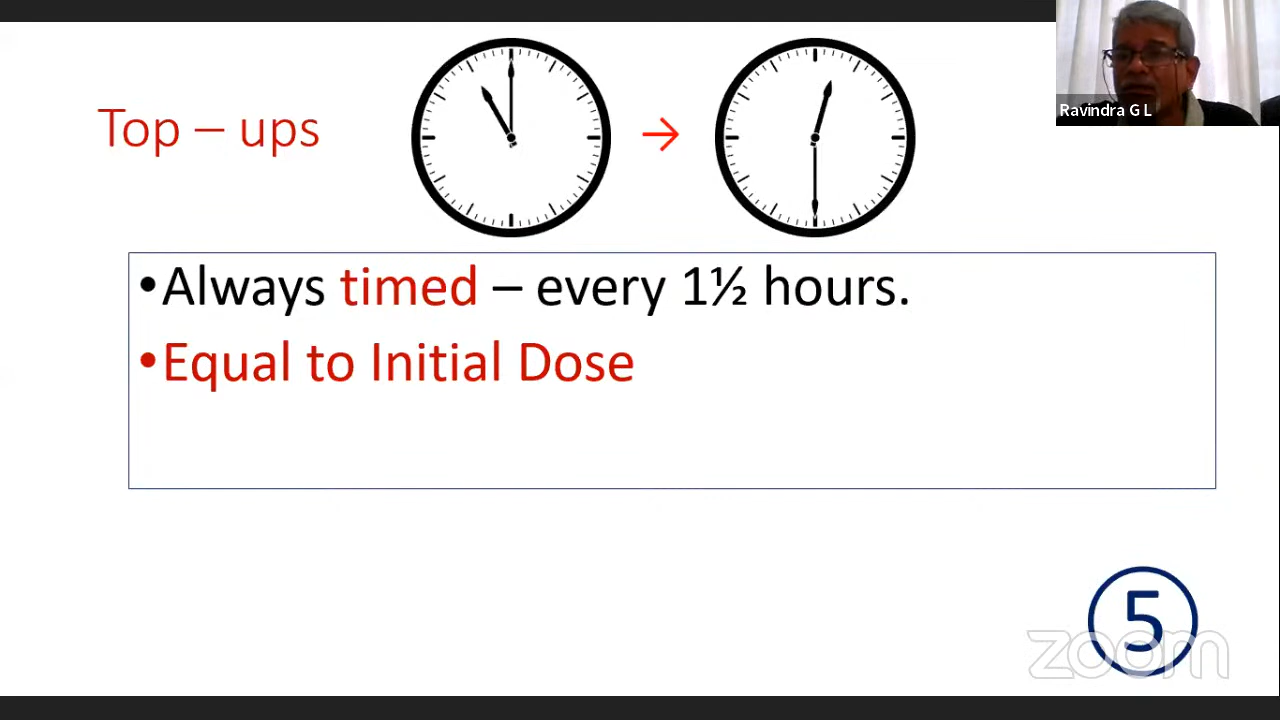 Top – ups
→
Ravindra G L
•Always timed – every 1½ hours.
•Equal to Initial Dose
5
zoom